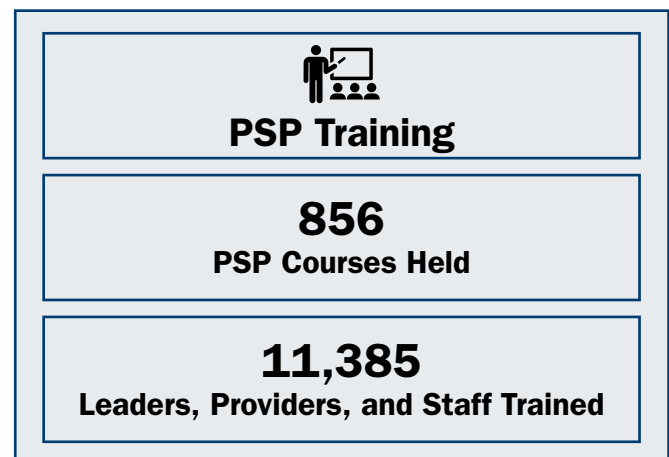 PSP Training
856
PSP Courses Held
11,385
Leaders, Providers, and Staff Trained